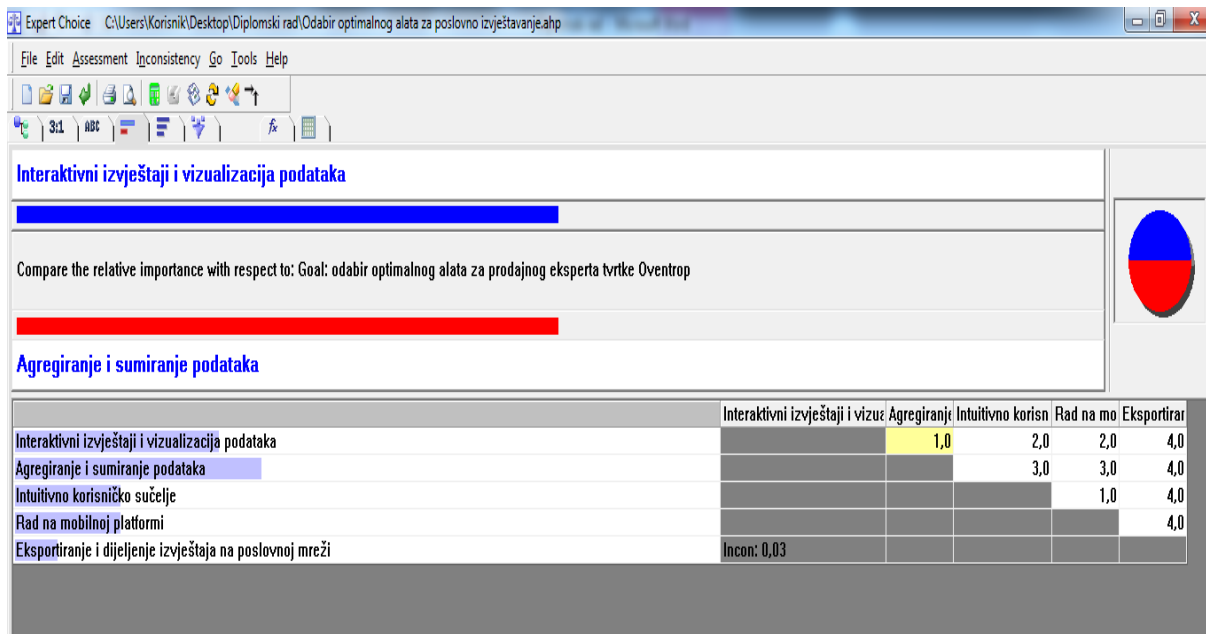 Expert Choice C:\Users\Korisnik\Desktop\Diplomski rad\Odabir optimalnog alata za poslovno izvještavanje.ahp
File Edit Assessment Inconsistency Go Tools Help
3:1 ABC fx
Interaktivni izvještaji i vizualizacija podataka
Compare the relative importance with respect to: Goal: odabir optimalnog alata za prodajnog eksperta tvrtke Oventrop
Agregiranje i sumiranje podataka
Interaktivni izvještaji i vizua Agregiranje Intuitivno korisn Rad na mo Eksportirar
Interaktivni izvještaji i vizualizacija podataka 1,0 2,0 2,0 4,0
Agregiranje i sumiranje podataka 3,0 3,0 4,0
Intuitivno korisničko sučelje 1,0 4,0
Rad na mobilnoj platformi 4,0
Eksportiranje i dijeljenje izvještaja na poslovnoj mreži Incon: 0,03